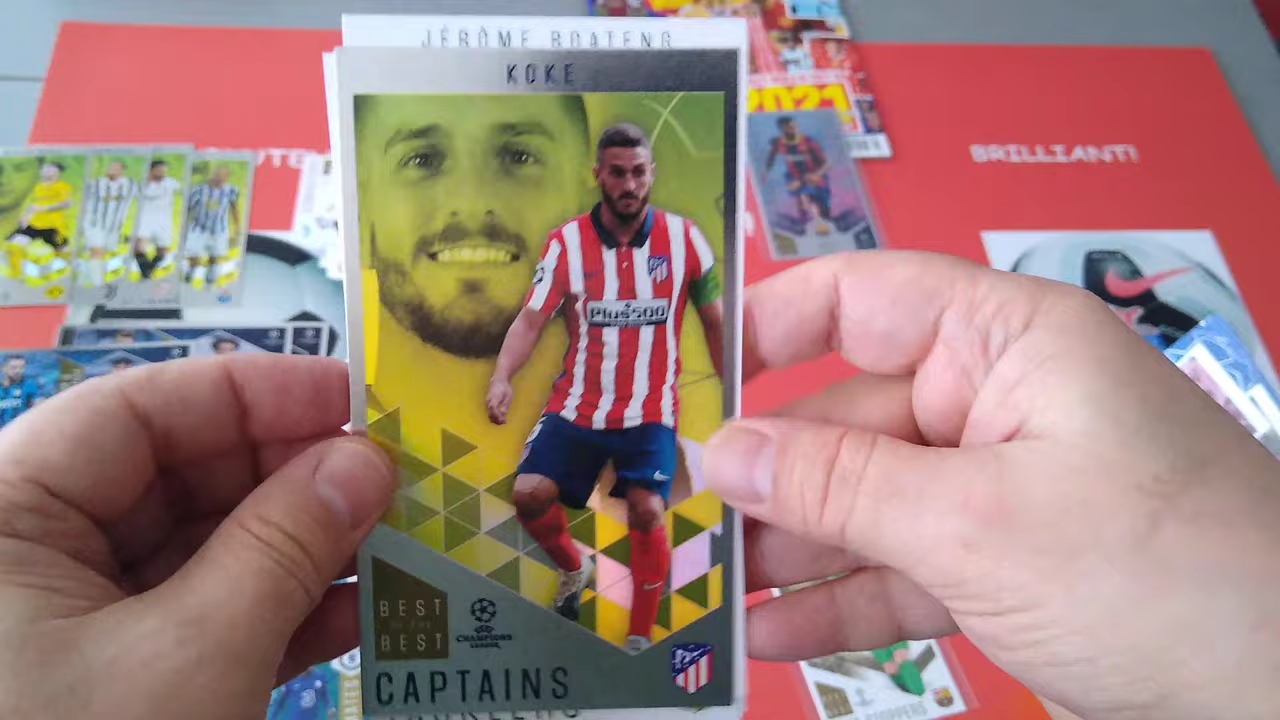 JÉRÔME BOATENG
KOKE
2021
BRILLIANT!
Plus500
BEST
OF THE
BEST
CHAMPIONS
LEAGUE
CAPTAINS